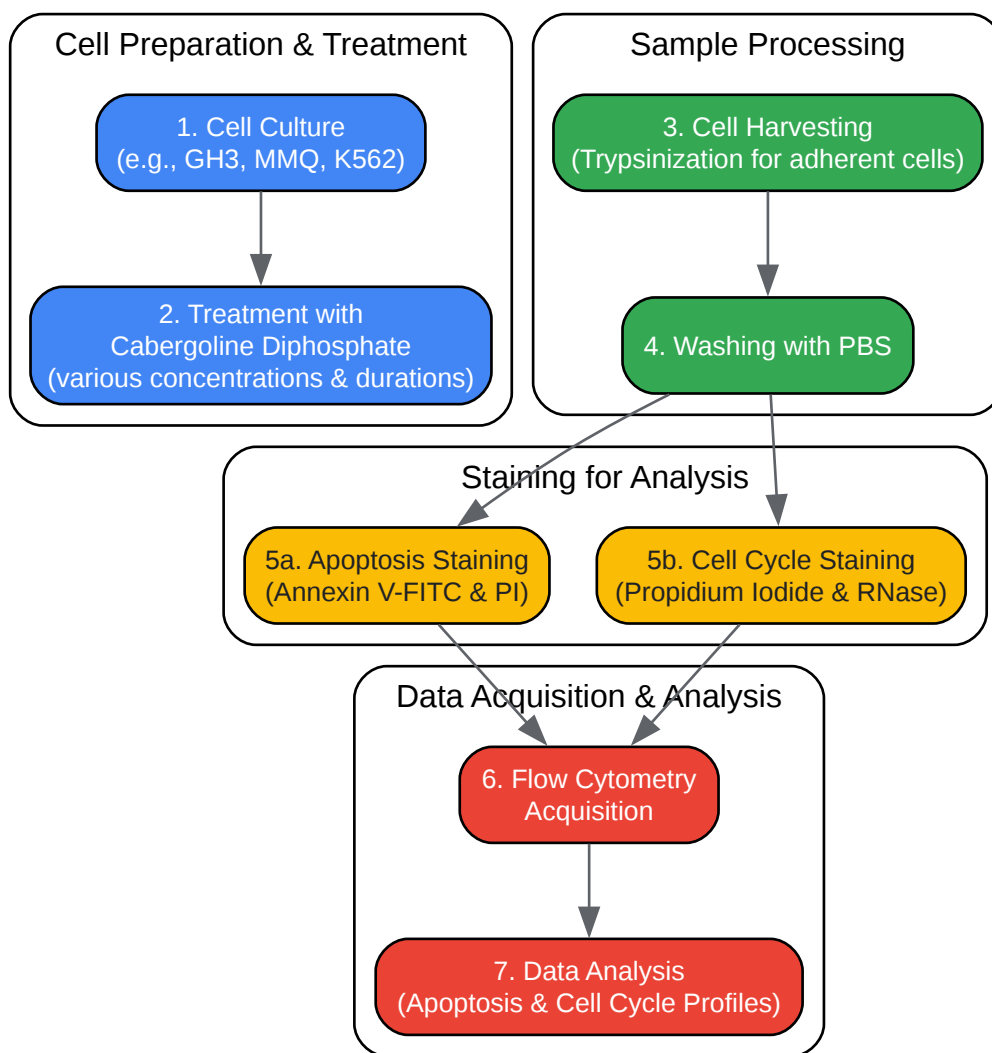 Cell Preparation & Treatment
1. Cell Culture
(e.g., GH3, MMQ, K562)
2. Treatment with
Cabergoline Diphosphate
(various concentrations & durations)
Sample Processing
3. Cell Harvesting
(Trypsinization for adherent cells)
4. Washing with PBS
Staining for Analysis
5a. Apoptosis Staining
(Annexin V-FITC & PI)
5b. Cell Cycle Staining
(Propidium Iodide & RNase)
Data Acquisition & Analysis
6. Flow Cytometry
Acquisition
7. Data Analysis
(Apoptosis & Cell Cycle Profiles)